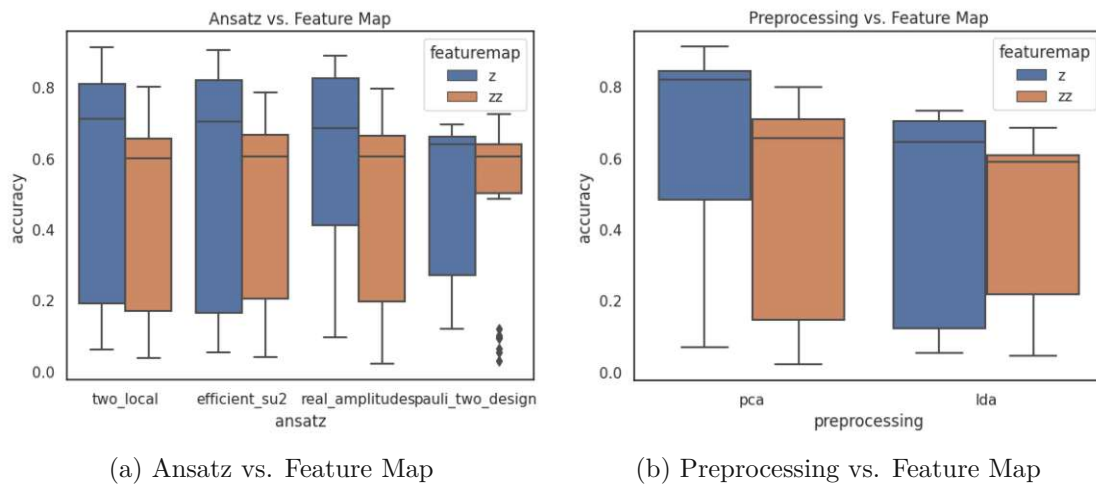 Ansatz vs. Feature Map
featuremap
z
zz
0.8
0.6
0.4
0.2
0.0
accuracy
two_local
efficient_su2
real_amplitudes
pauli_two_design
ansatz
(a) Ansatz vs. Feature Map
Preprocessing vs. Feature Map
featuremap
z
zz
0.8
0.6
0.4
0.2
0.0
accuracy
pca
lda
preprocessing
(b) Preprocessing vs. Feature Map